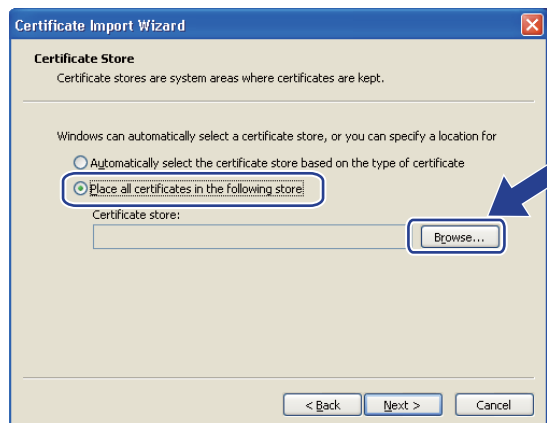 Certificate Import Wizard
Certificate Store
Certificate stores are system areas where certificates are kept.
Windows can automatically select a certificate store, or you can specify a location for
Automatically select the certificate store based on the type of certificate
Place all certificates in the following store
Certificate store:
Browse...
< Back Next > Cancel